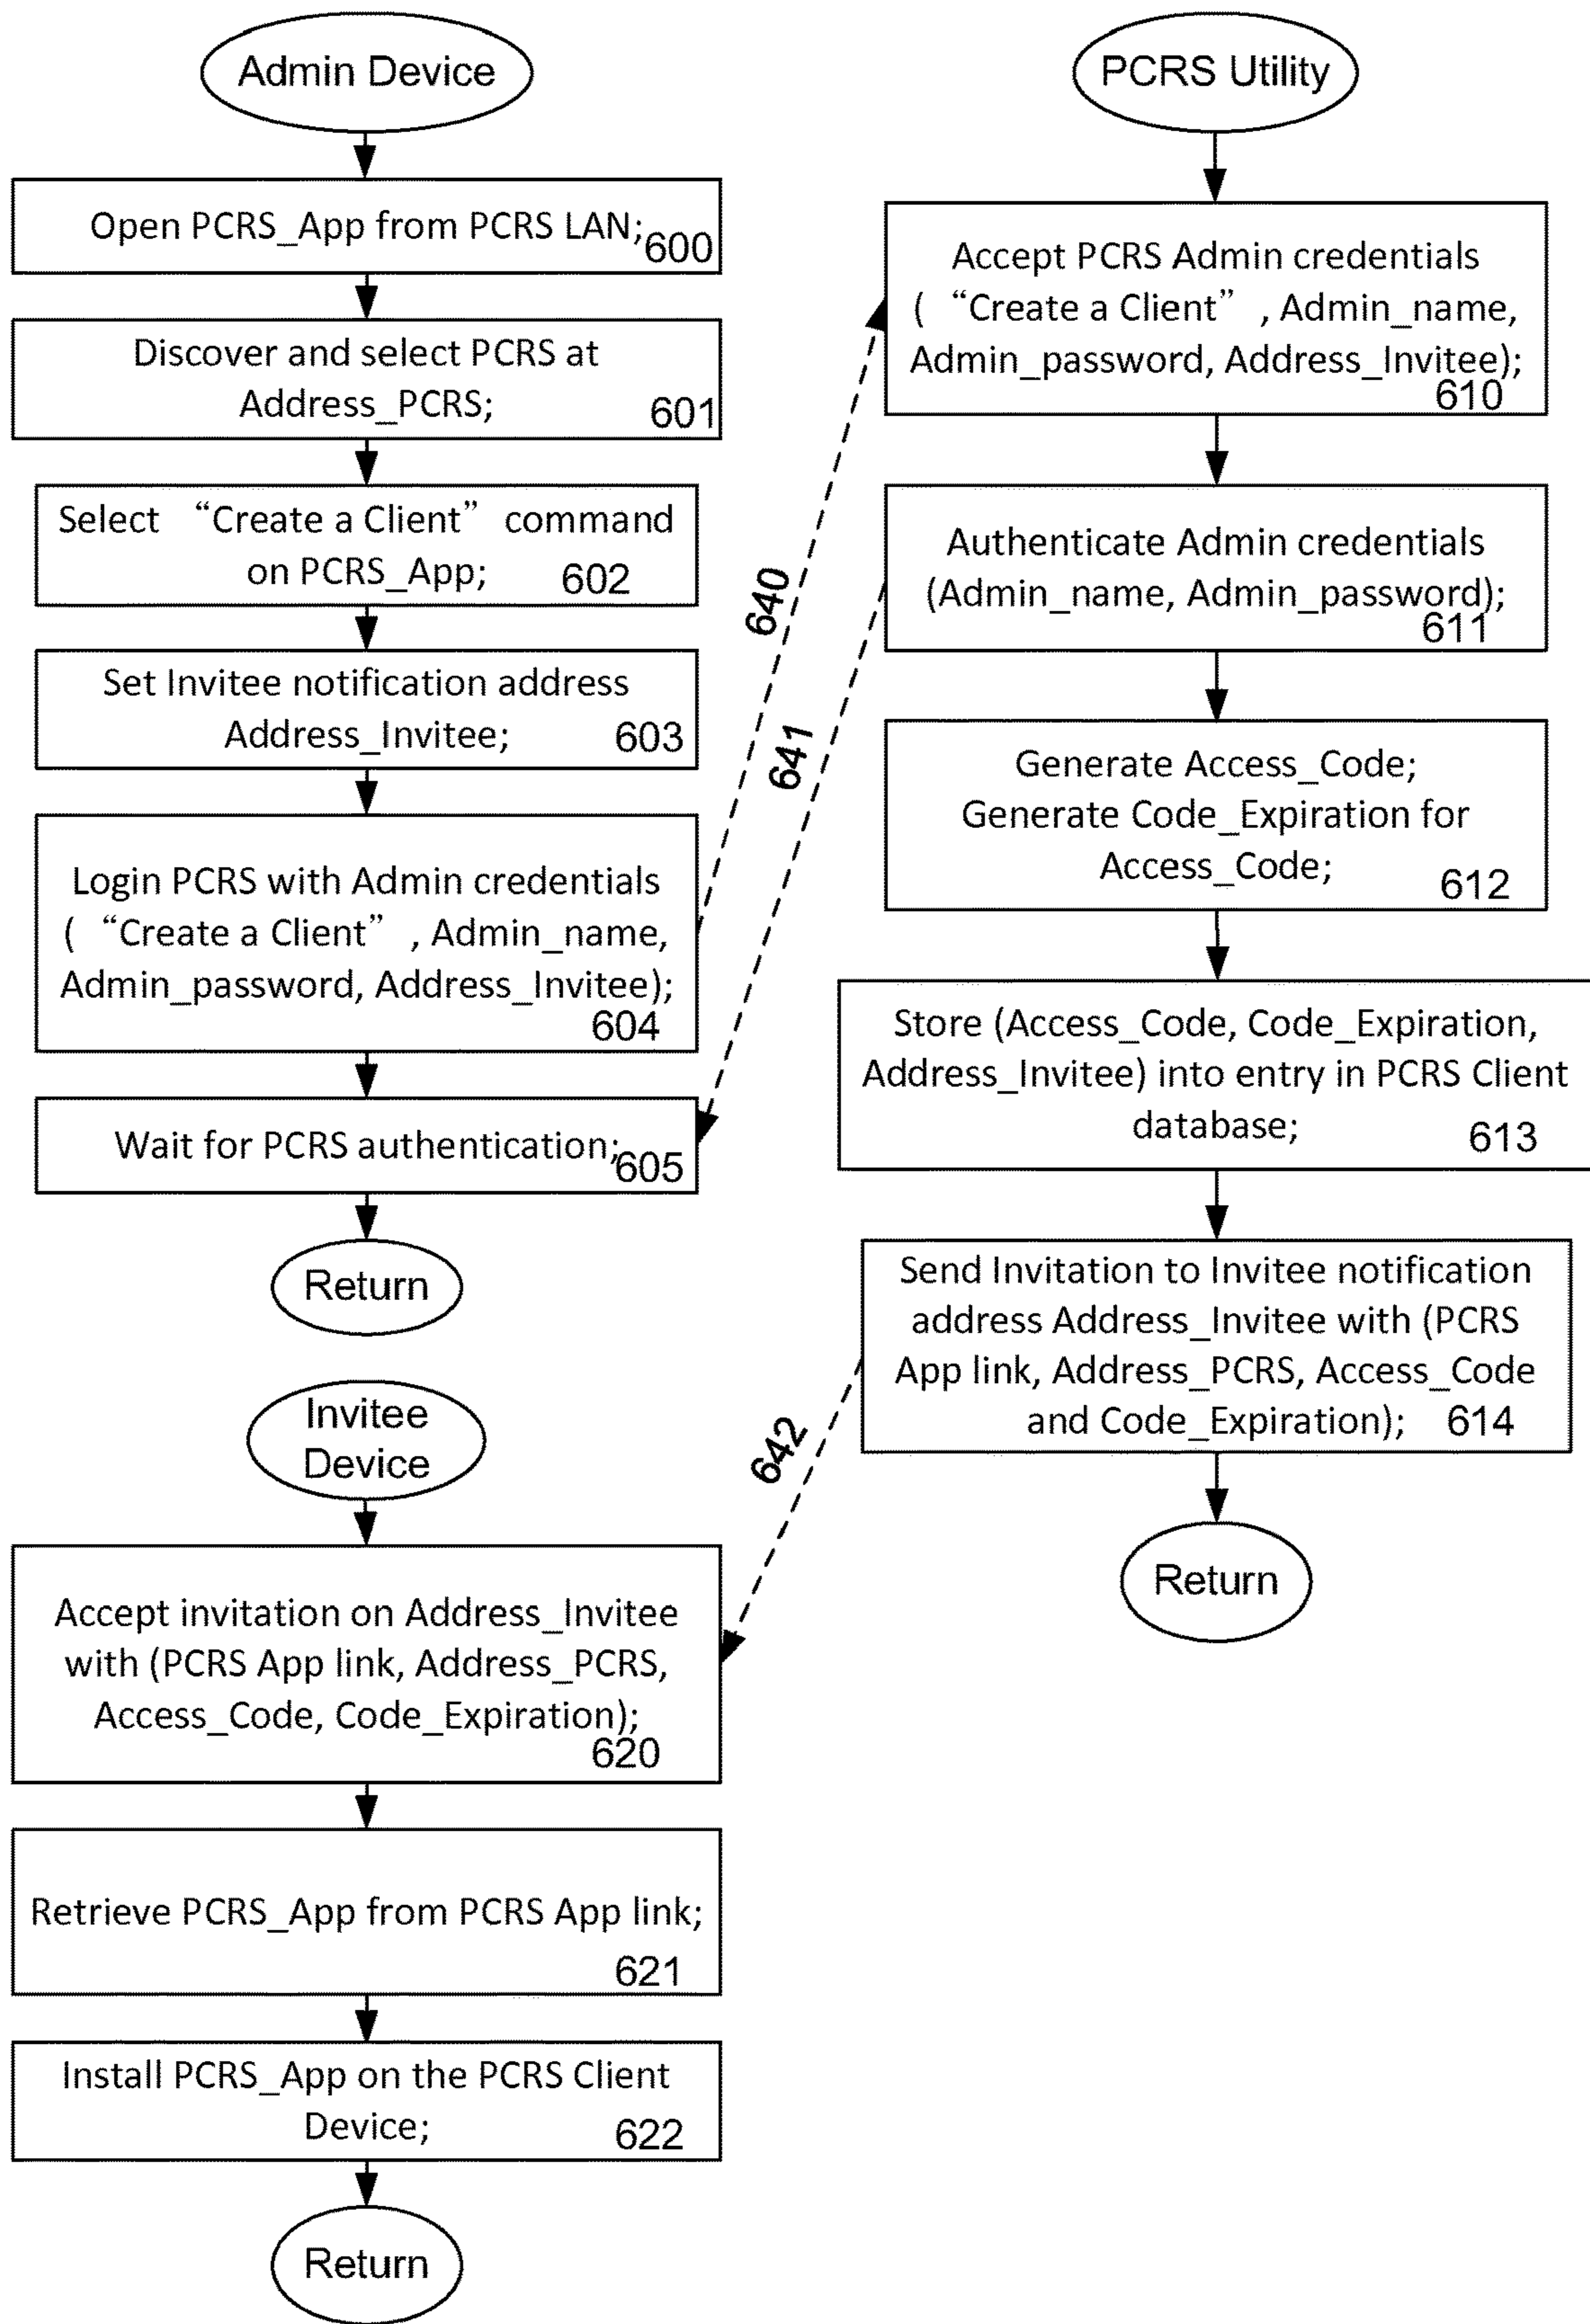 Admin Device
Open PCRS_App from PCRS LAN;
600
Discover and select PCRS at
Address_PCRS;
601
Select “Create a Client” command
on PCRS_App;
602
Set Invitee notification address
Address_Invitee;
603
Login PCRS with Admin credentials
( “Create a Client” , Admin_name,
Admin_password, Address_Invitee);
604
Wait for PCRS authentication;
605
Return
Invitee
Device
Accept invitation on Address_Invitee
with (PCRS App link, Address_PCRS,
Access_Code, Code_Expiration);
620
Retrieve PCRS_App from PCRS App link;
621
Install PCRS_App on the PCRS Client
Device;
622
Return
640
641
642
PCRS Utility
Accept PCRS Admin credentials
( “Create a Client” , Admin_name,
Admin_password, Address_Invitee);
610
Authenticate Admin credentials
(Admin_name, Admin_password);
611
Generate Access_Code;
Generate Code_Expiration for
Access_Code;
612
Store (Access_Code, Code_Expiration,
Address_Invitee) into entry in PCRS Client
database;
613
Send Invitation to Invitee notification
address Address_Invitee with (PCRS
App link, Address_PCRS, Access_Code
and Code_Expiration);
614
Return